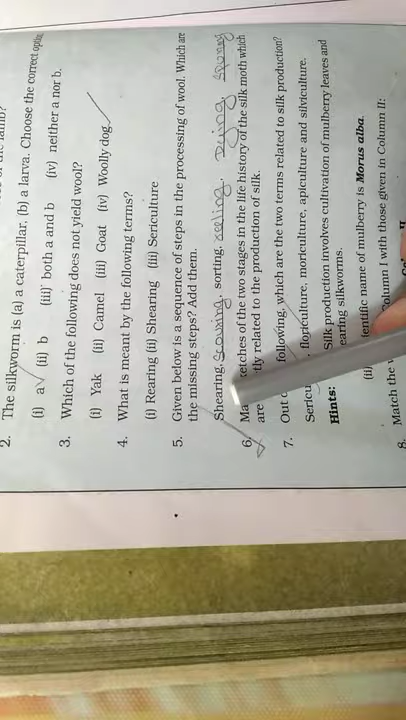 2. The silkworm is (a) a caterpillar, (b) a larva. Choose the correct option
(i) a (ii) b (iii) both a and b (iv) neither a nor b.
3. Which of the following does not yield wool?
(i) Yak (ii) Camel (iii) Goat (iv) Woolly dog
4. What is meant by the following terms?
(i) Rearing (ii) Shearing (iii) Sericulture
5. Given below is a sequence of steps in the processing of wool. Which are
the missing steps? Add them.
Shearing, sorting,
6. Ma etches of the two stages in the life history of the silk moth which
are tly related to the production of silk.
7. Out following, which are the two terms related to silk production?
Sericu , floriculture, moriculture, apiculture and silviculture.
Hints: Silk production involves cultivation of mulberry leaves and
earing silkworms.
(ii) entific name of mulberry is Morus alba.
8. Match the olumn I with those given in Column II: